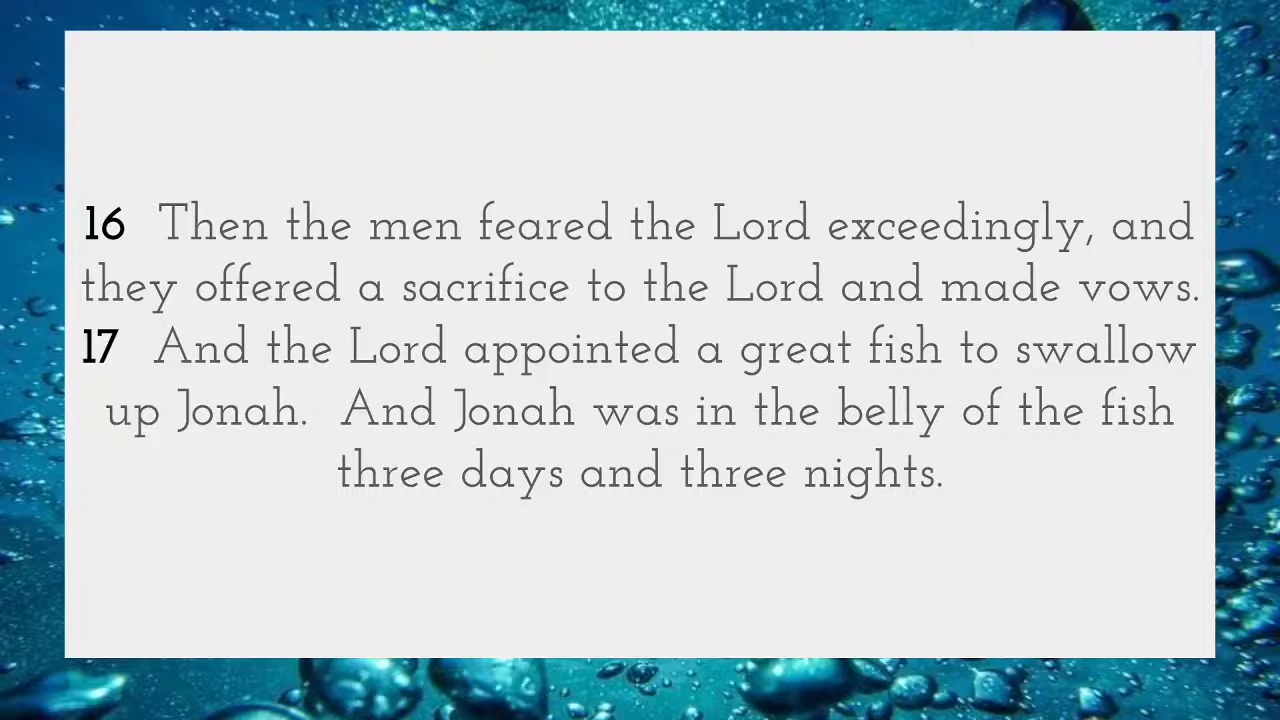 16 Then the men feared the Lord exceedingly, and
they offered a sacrifice to the Lord and made vows.
17 And the Lord appointed a great fish to swallow
up Jonah. And Jonah was in the belly of the fish
three days and three nights.